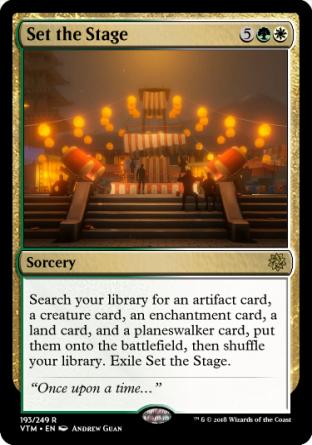 Set the Stage 5
Sorcery
Search your library for an artifact card,
a creature card, an enchantment card, a
land card, and a planeswalker card, put
them onto the battlefield, then shuffle
your library. Exile Set the Stage.
“Once upon a time...”
193/249 R
VTM • EN Andrew Guan
™ & © 2018 Wizards of the Coast